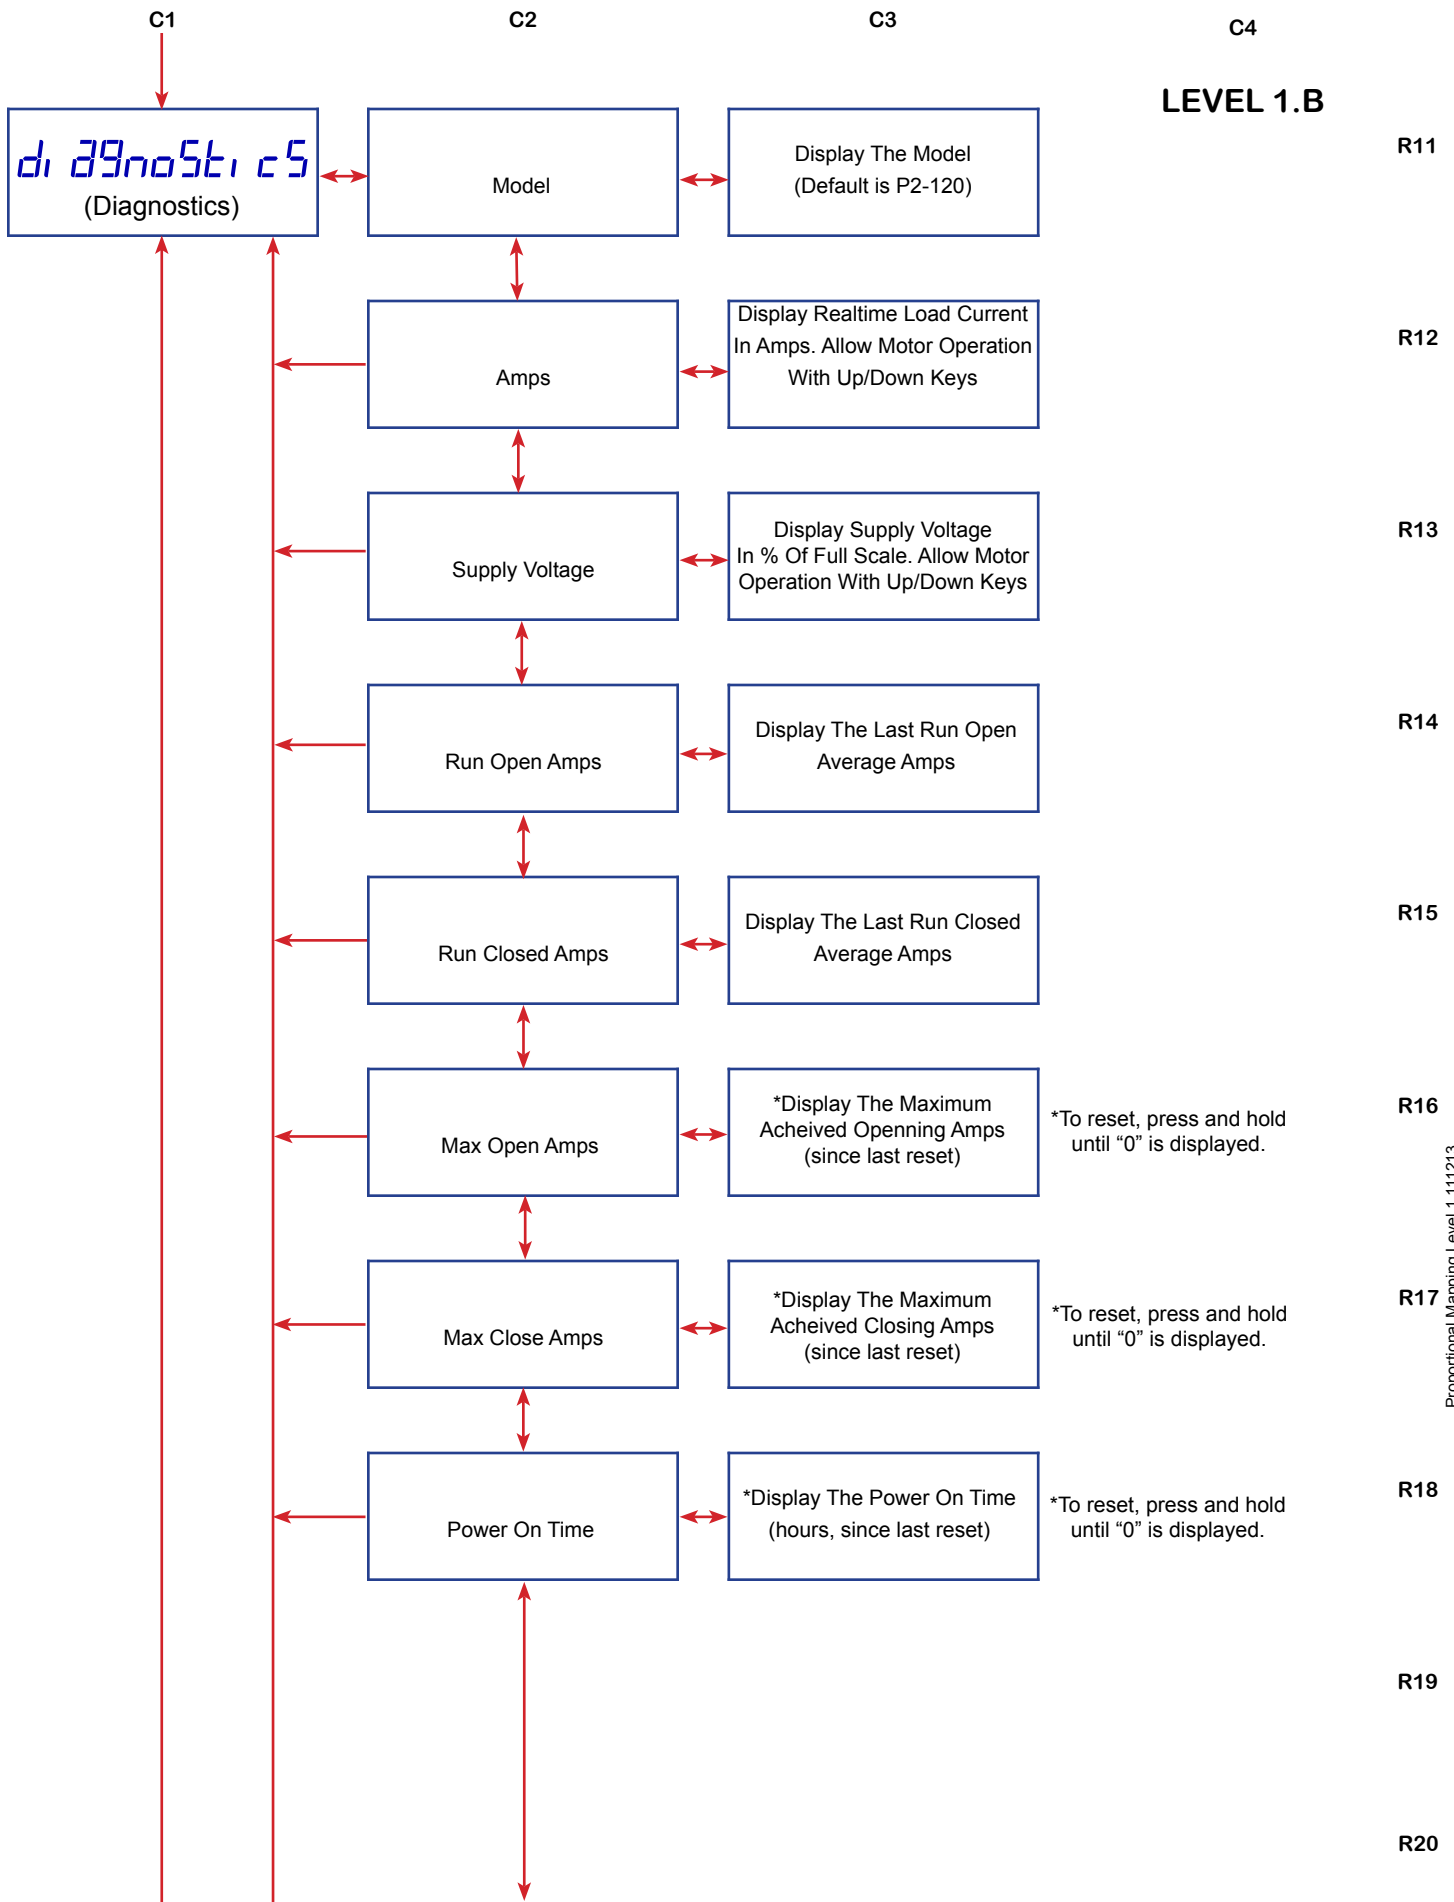 C1
C2
C3
C4
LEVEL 1.B
diagnoStics
(Diagnostics)
Model
Display The Model
(Default is P2-120)
R11
Amps
Display Realtime Load Current
In Amps. Allow Motor Operation
With Up/Down Keys
R12
Supply Voltage
Display Supply Voltage
In % Of Full Scale. Allow Motor
Operation With Up/Down Keys
R13
Run Open Amps
Display The Last Run Open
Average Amps
R14
Run Closed Amps
Display The Last Run Closed
Average Amps
R15
Max Open Amps
*Display The Maximum
Acheived Openning Amps
(since last reset)
*To reset, press and hold
until “0” is displayed.
R16
Max Close Amps
*Display The Maximum
Acheived Closing Amps
(since last reset)
*To reset, press and hold
until “0” is displayed.
R17
Power On Time
*Display The Power On Time
(hours, since last reset)
*To reset, press and hold
until “0” is displayed.
R18
R19
R20
Proportional Mapping Level 1 111213